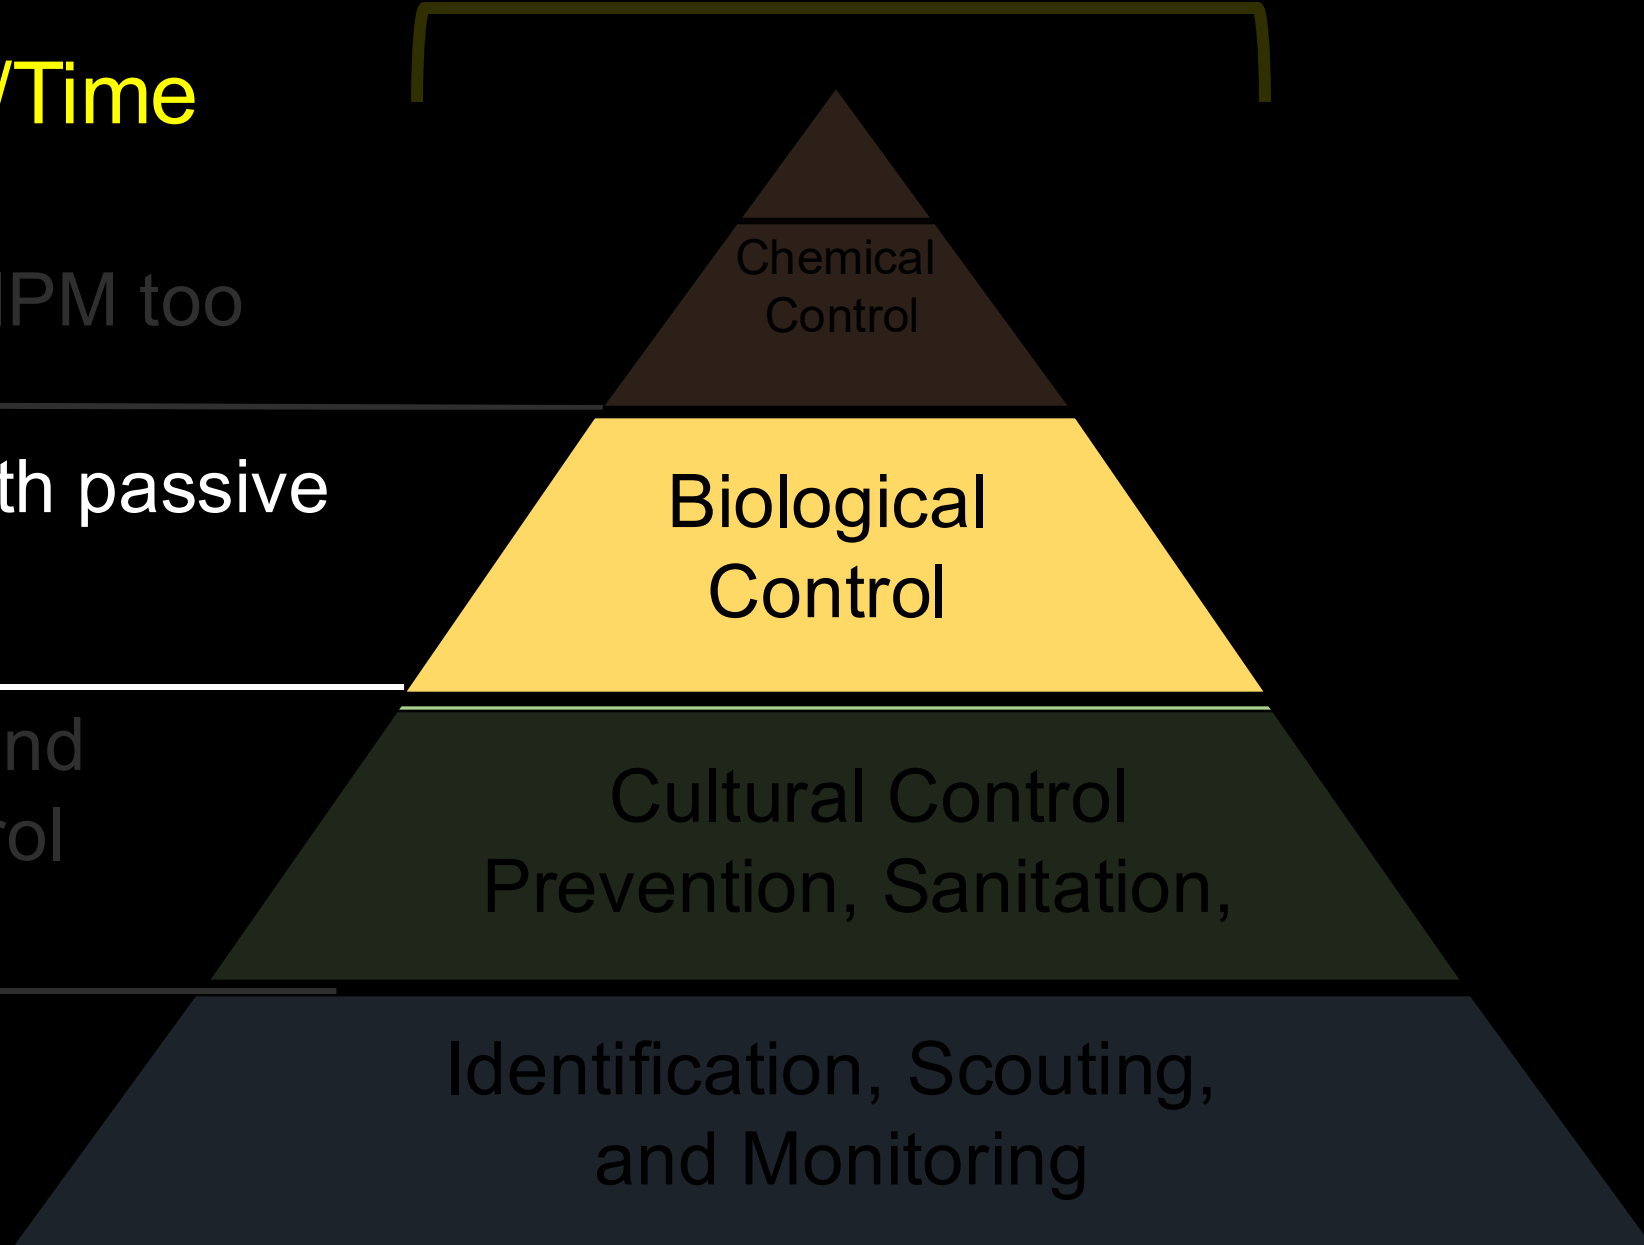 /Time
Chemical
Control
IPM too
th passive
Biological
Control
nd
rol
Cultural Control
Prevention, Sanitation,
Identification, Scouting,
and Monitoring